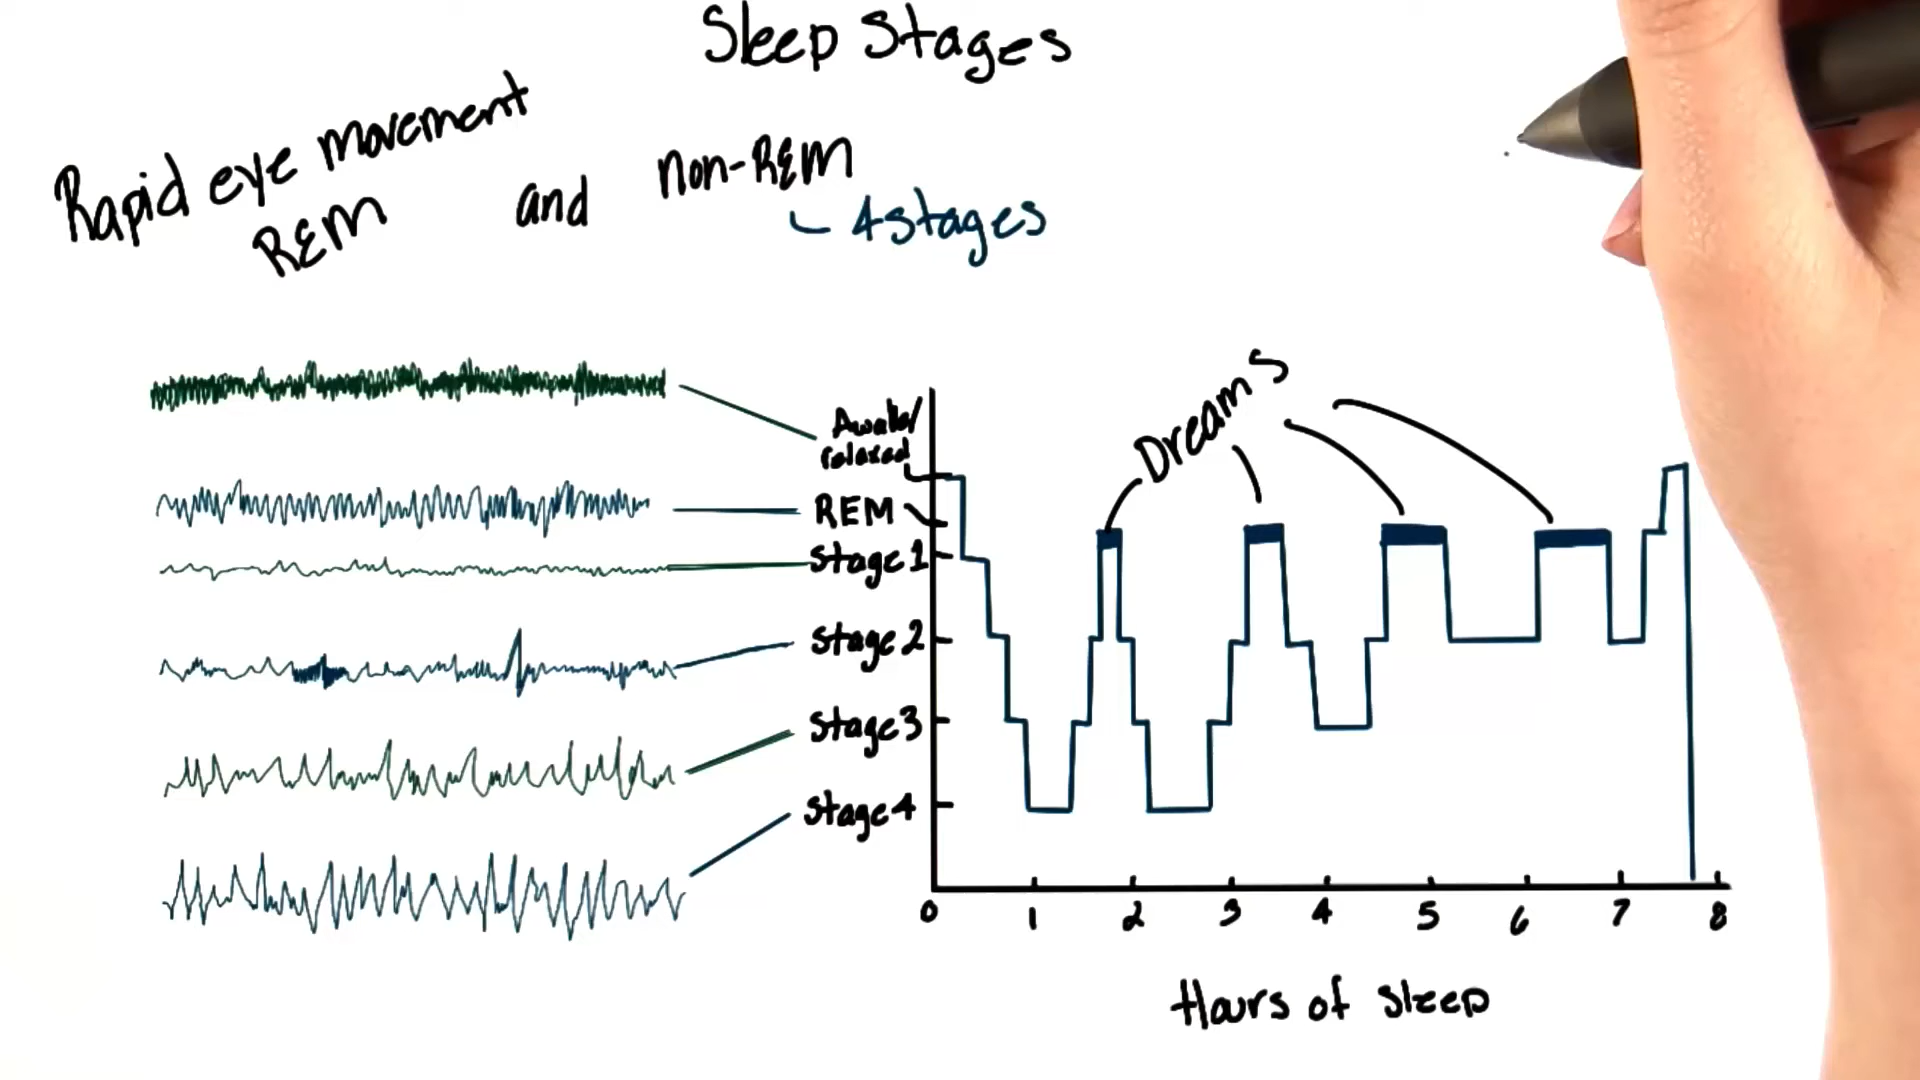 Sleep Stages
Rapid eye movement
REM
and
non-REM
4 stages
Dreams
Awake/
relaxed
REM
Stage 1
Stage 2
Stage 3
Stage 4
0 1 2 3 4 5 6 7 8
Hours of sleep